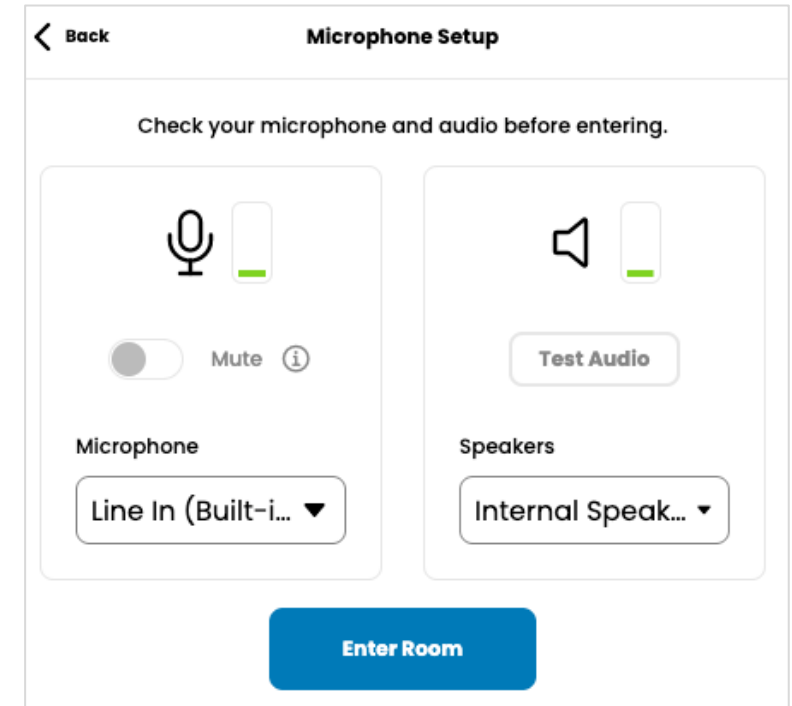 Back
Microphone Setup
Check your microphone and audio before entering.
Mute
Test Audio
Microphone
Speakers
Line In (Built-i...
Internal Speak...
Enter Room